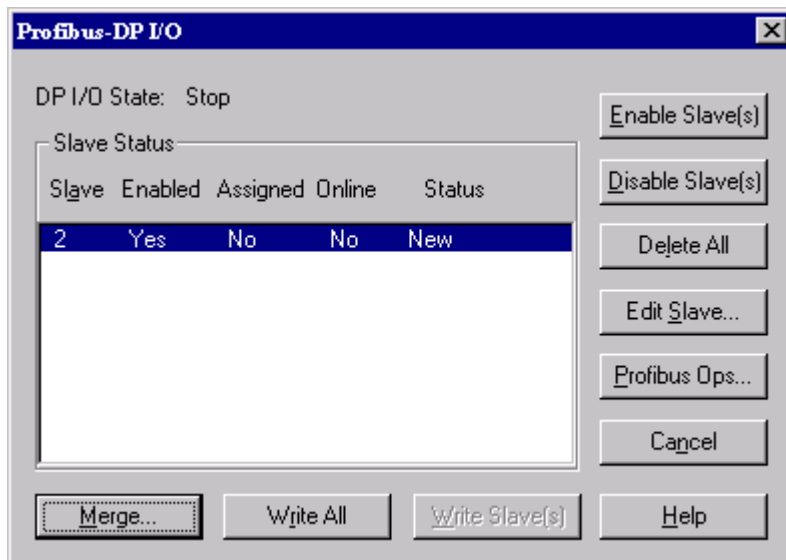 Profibus-DP I/O
DP I/O State: Stop
Enable Slave(s)
Slave Status
Disable Slave(s)
Slave Enabled Assigned Online Status
2 Yes No No New
Delete All
Edit Slave...
Profibus Ops...
Cancel
Merge... Write All Write Slave(s) Help